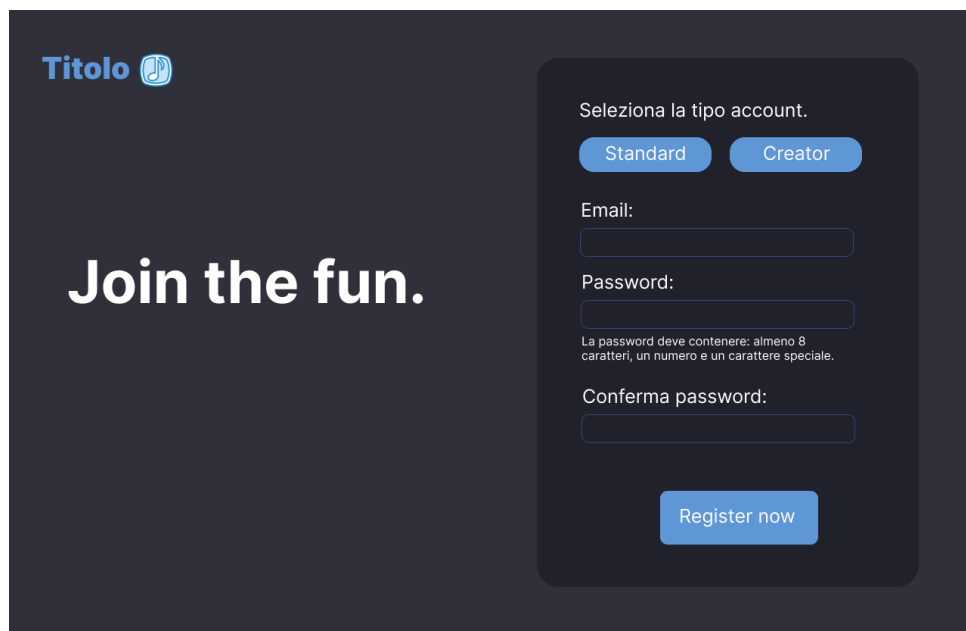 Titolo
Join the fun.
Seleziona la tipo account.
Standard
Creator
Email:
Password:
La password deve contenere: almeno 8
caratteri, un numero e un carattere speciale.
Conferma password:
Register now